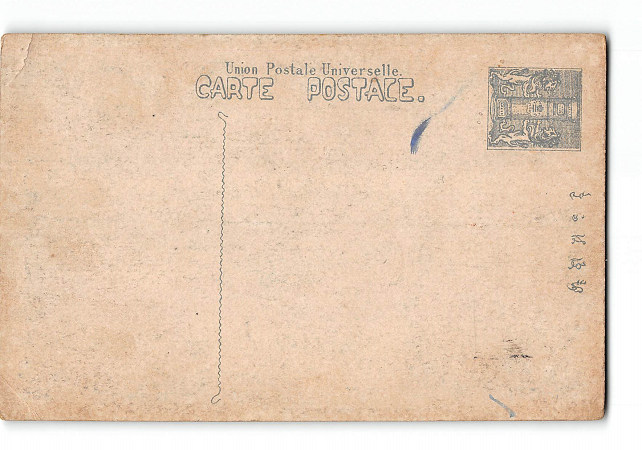 Union Postale Universelle.
CARTE POSTALE.